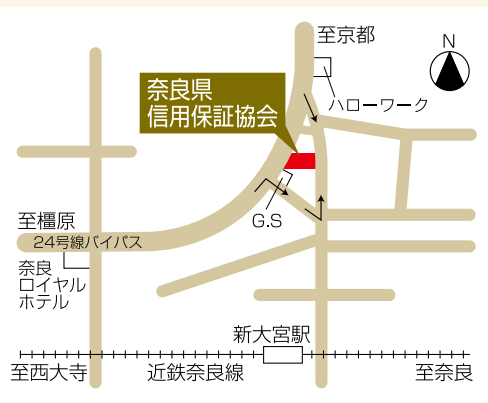 至京都
N
ハローワーク
奈良県
信用保証協会
G.S
至橿原
24号線バイパス
奈良
ロイヤル
ホテル
新大宮駅
至西大寺
近鉄奈良線
至奈良